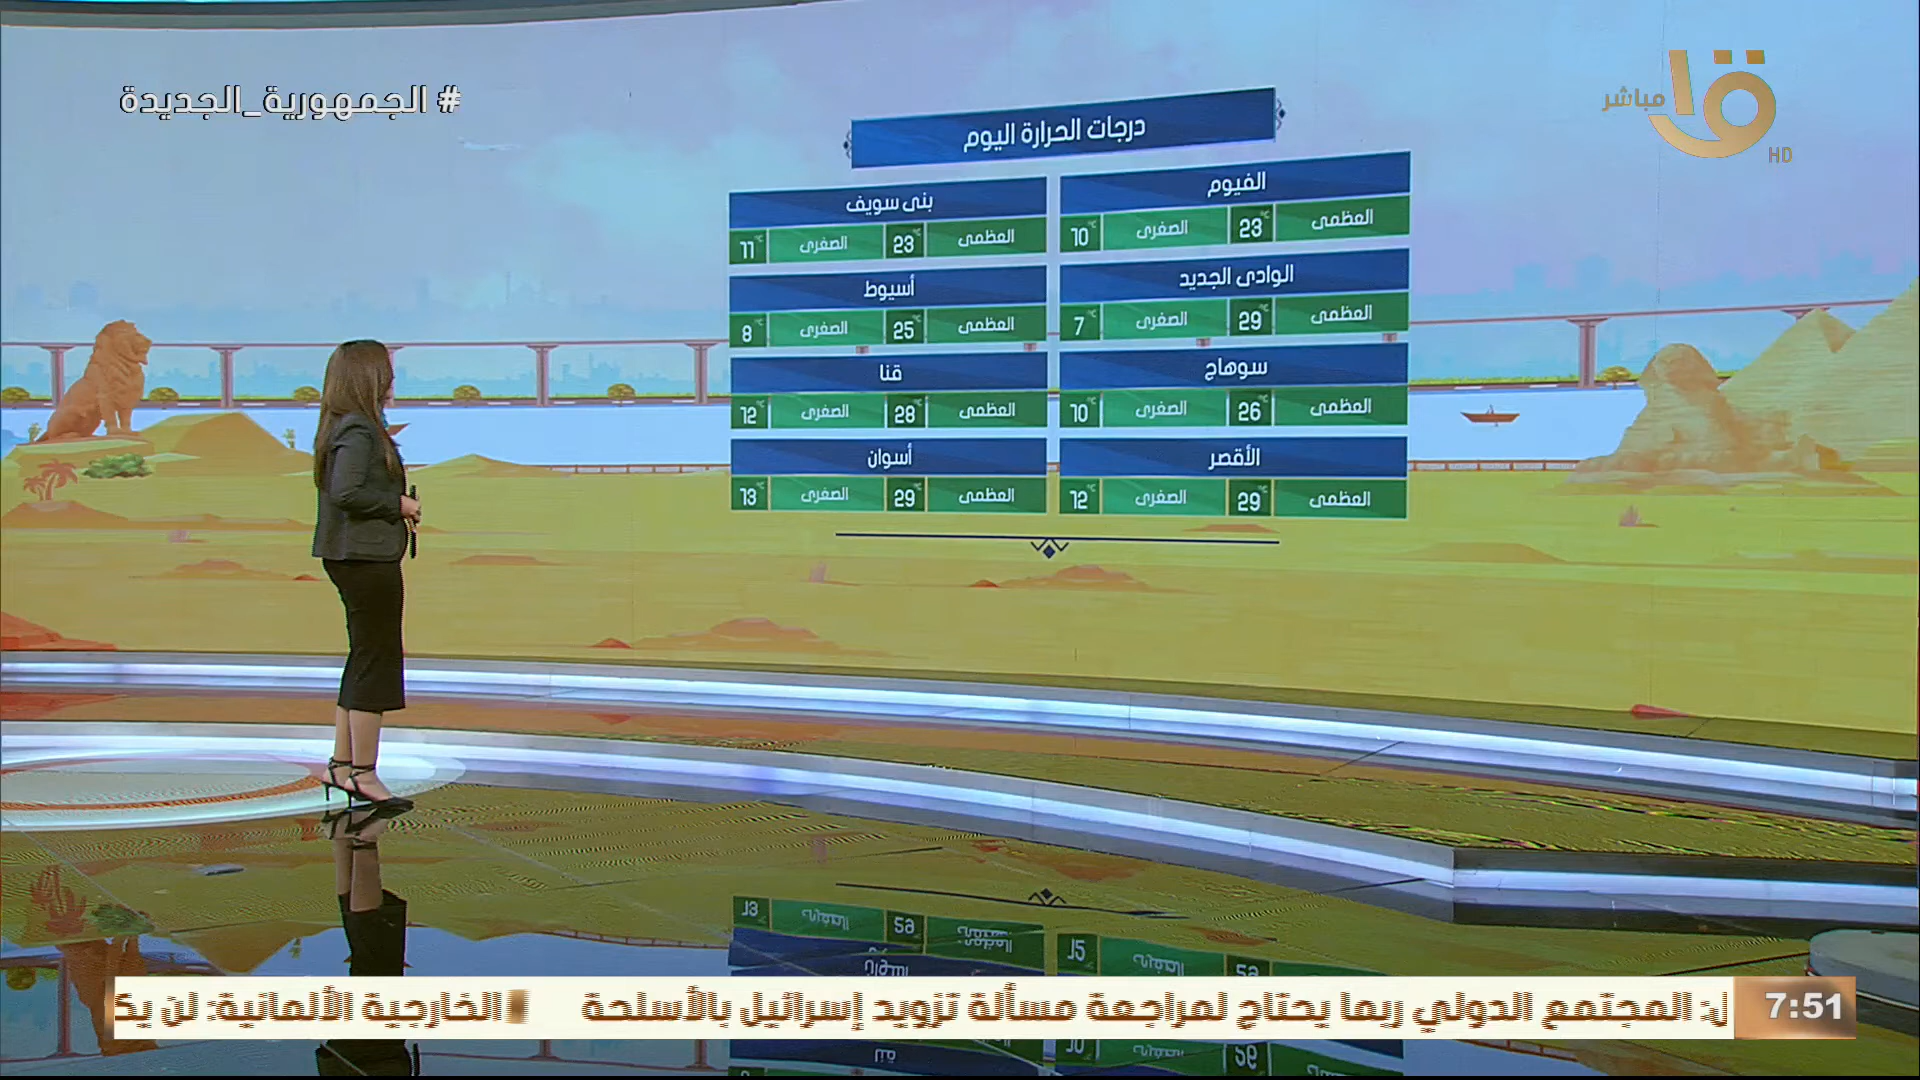 # الجمهورية_الجديدة
مباشر
HD
درجات الحرارة اليوم
الفيوم
العظمى 23 °C الصغرى 10 °C
بنى سويف
العظمى 23 °C الصغرى 11 °C
الوادى الجديد
العظمى 29 °C الصغرى 7 °C
أسيوط
العظمى 25 °C الصغرى 8 °C
سوهاج
العظمى 26 °C الصغرى 10 °C
قنا
العظمى 28 °C الصغرى 12 °C
الأقصر
العظمى 29 °C الصغرى 12 °C
أسوان
العظمى 29 °C الصغرى 13 °C
ل: المجتمع الدولي ربما يحتاج لمراجعة مسألة تزويد إسرائيل بالأسلحة الخارجية الألمانية: لن يك
7:51